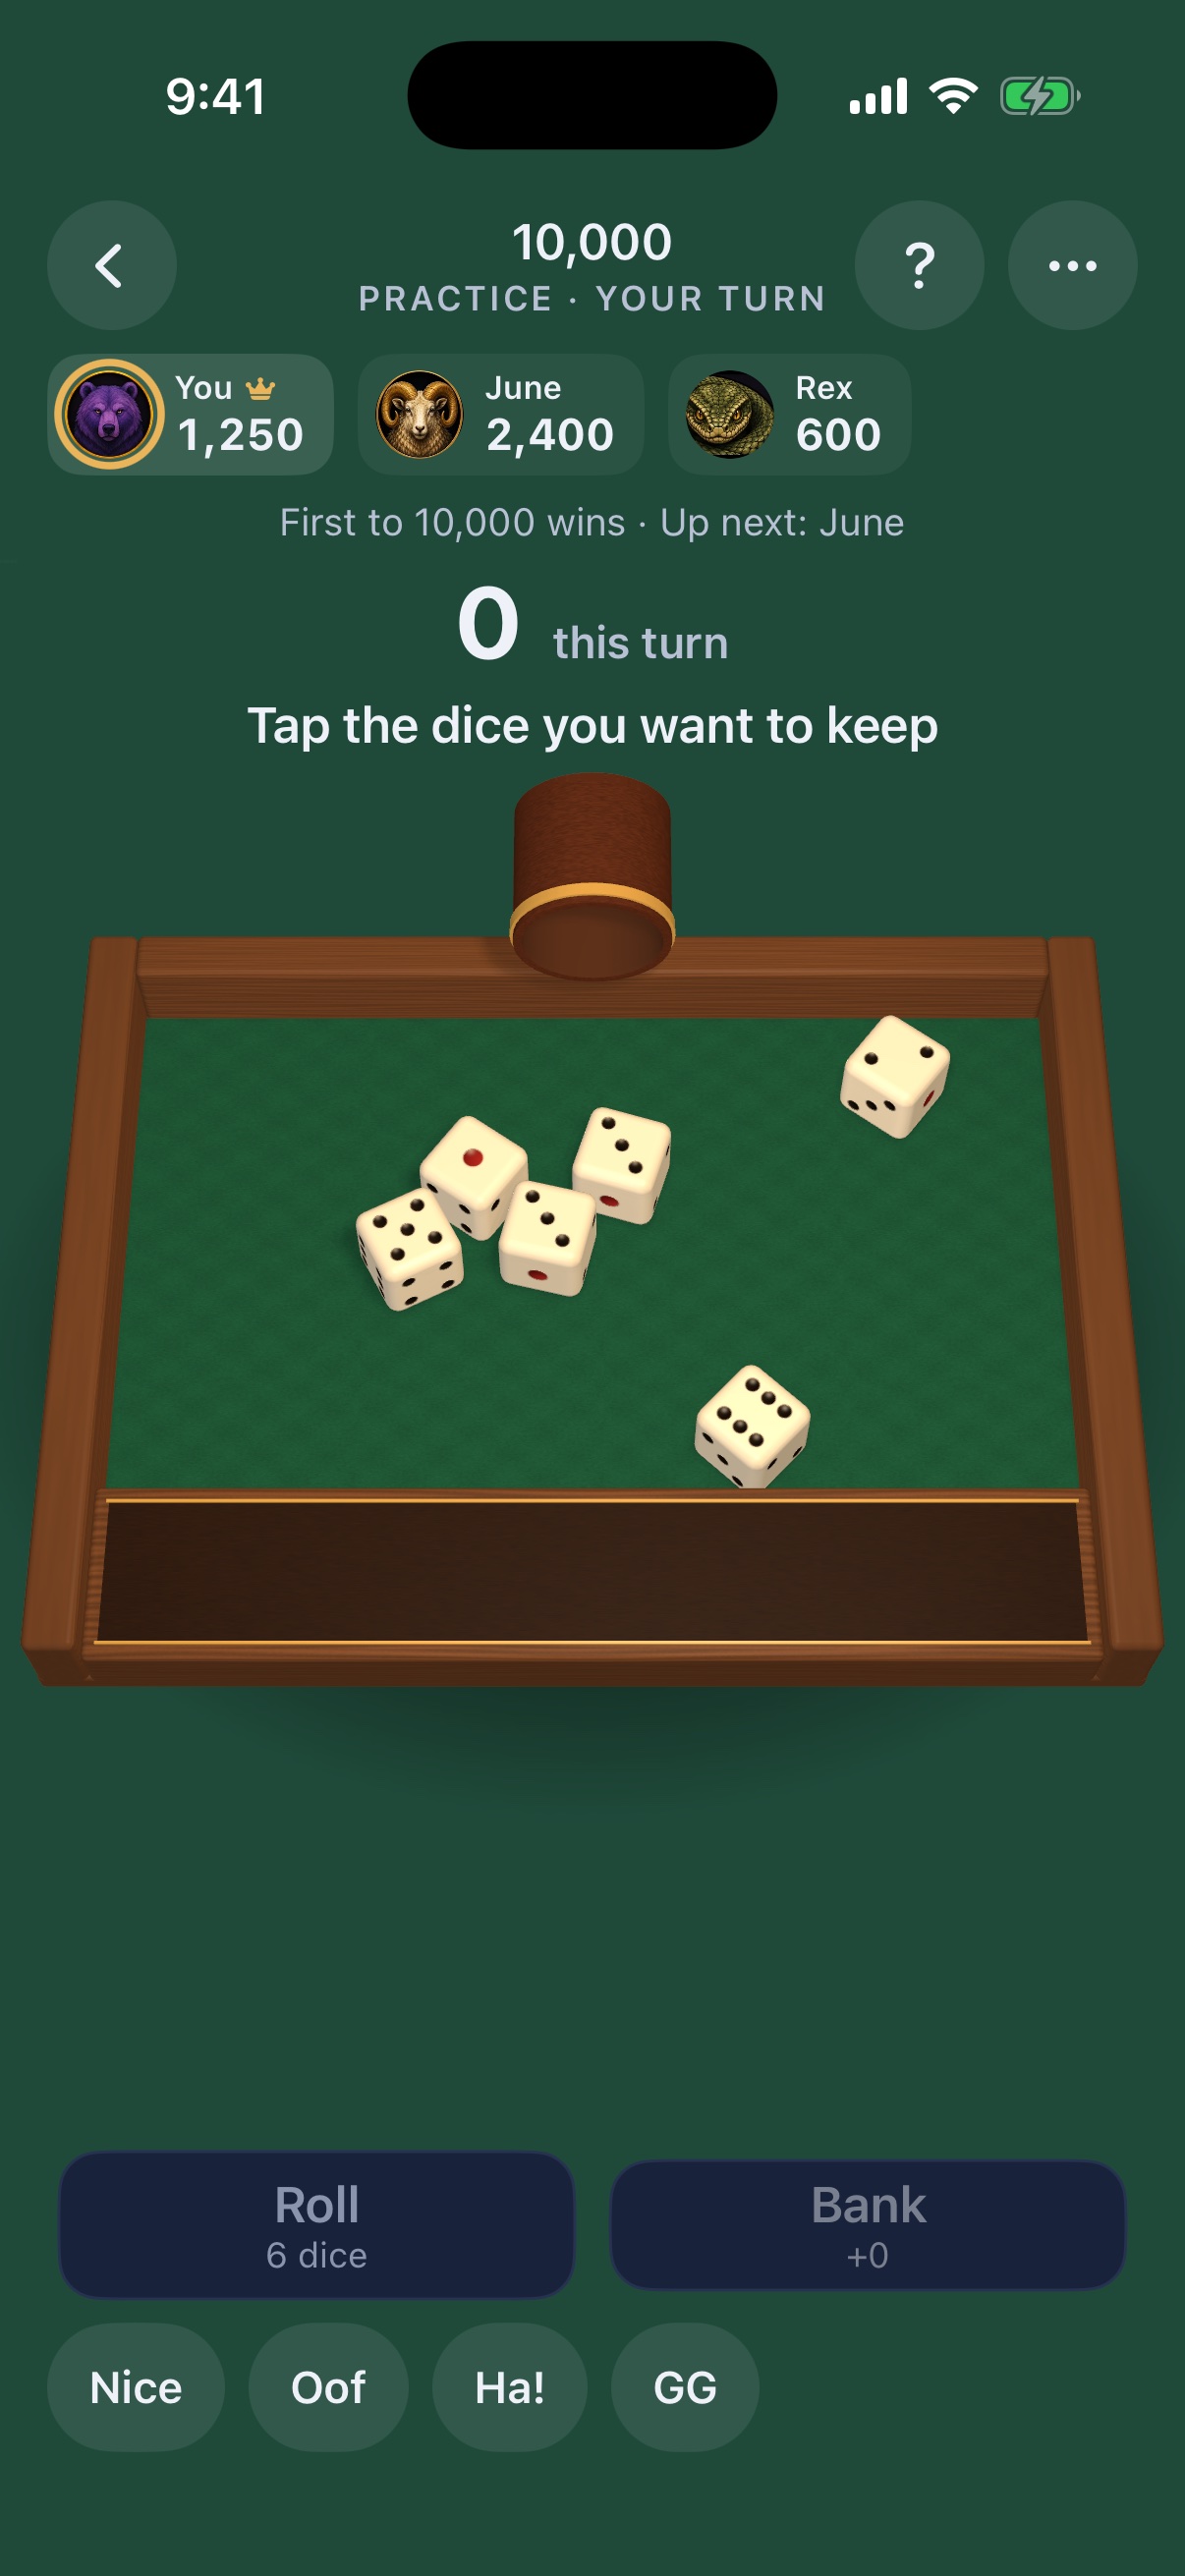 9:41
10,000
PRACTICE · YOUR TURN
?
You
1,250
June
2,400
Rex
600
First to 10,000 wins · Up next: June
0 this turn
Tap the dice you want to keep
Roll
6 dice
Bank
+0
Nice
Oof
Ha!
GG